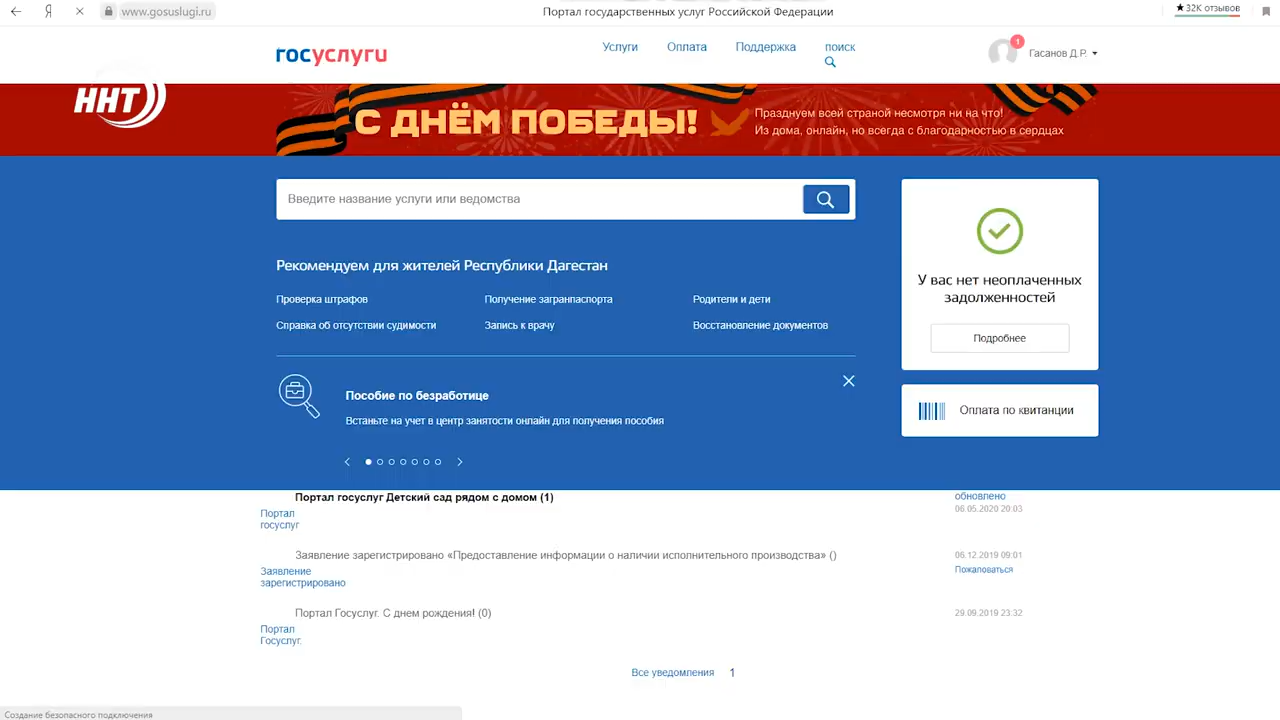 www.gosuslugi.ru
Портал государственных услуг Российской Федерации
32К отзывов
госуслуги
Услуги
Оплата
Поддержка
поиск
1
Гасанов Д.Р.
ННТ
С ДНЁМ ПОБЕДЫ!
Празднуем всей страной несмотря ни на что!
Из дома, онлайн, но всегда с благодарностью в сердцах
Введите название услуги или ведомства
Рекомендуем для жителей Республики Дагестан
Проверка штрафов
Получение загранпаспорта
Родители и дети
Справка об отсутствии судимости
Запись к врачу
Восстановление документов
Пособие по безработице
Встаньте на учет в центр занятости онлайн для получения пособия
У вас нет неоплаченных
задолженностей
Подробнее
Оплата по квитанции
Портал госуслуг Детский сад рядом с домом (1)
обновлено
06.05.2020 20:03
Портал
госуслуг
Заявление зарегистрировано «Предоставление информации о наличии исполнительного производства» ()
06.12.2019 09:01
Пожаловаться
Заявление
зарегистрировано
Портал Госуслуг. С днем рождения! (0)
29.09.2019 23:32
Портал
Госуслуг.
Все уведомления
1
Создание безопасного подключения